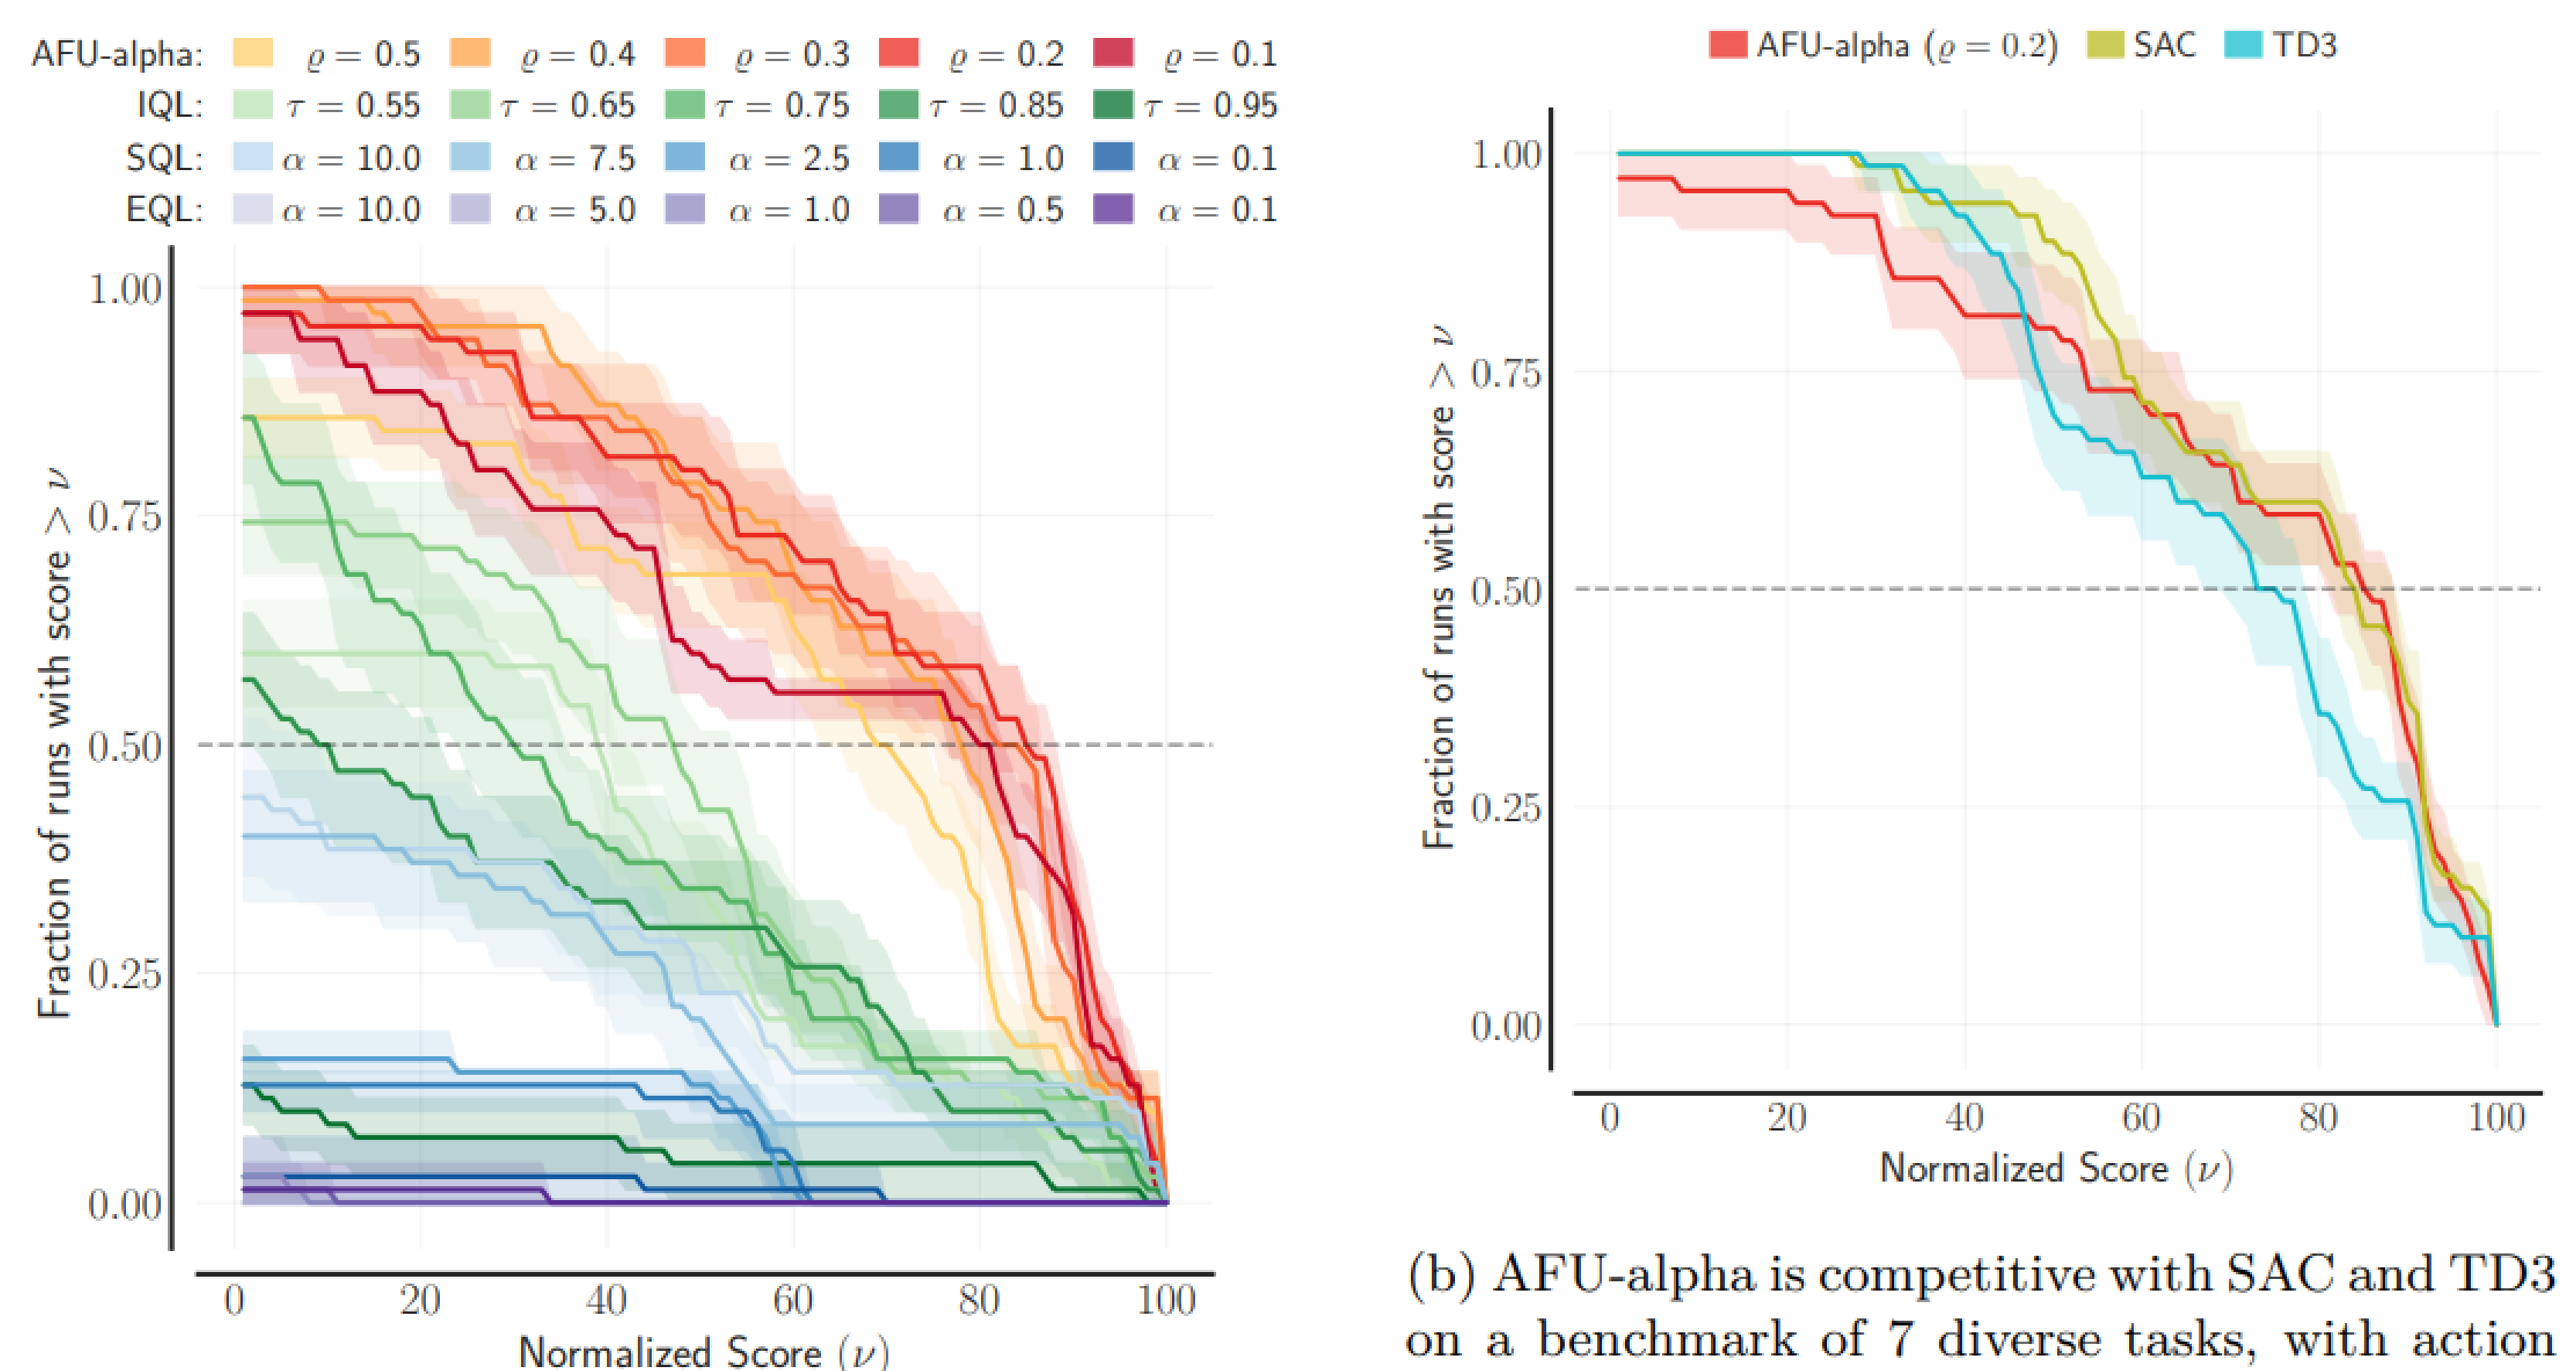 AFU-alpha: ϱ = 0.5 ϱ = 0.4 ϱ = 0.3 ϱ = 0.2 ϱ = 0.1
IQL: τ = 0.55 τ = 0.65 τ = 0.75 τ = 0.85 τ = 0.95
SQL: α = 10.0 α = 7.5 α = 2.5 α = 1.0 α = 0.1
EQL: α = 10.0 α = 5.0 α = 1.0 α = 0.5 α = 0.1
Fraction of runs with score > ν
1.00
0.75
0.50
0.25
0.00
0 20 40 60 80 100
Normalized Score (ν)
AFU-alpha (ϱ = 0.2) SAC TD3
Fraction of runs with score > ν
1.00
0.75
0.50
0.25
0.00
0 20 40 60 80 100
Normalized Score (ν)
(b) AFU-alpha is competitive with SAC and TD3
on a benchmark of 7 diverse tasks, with action